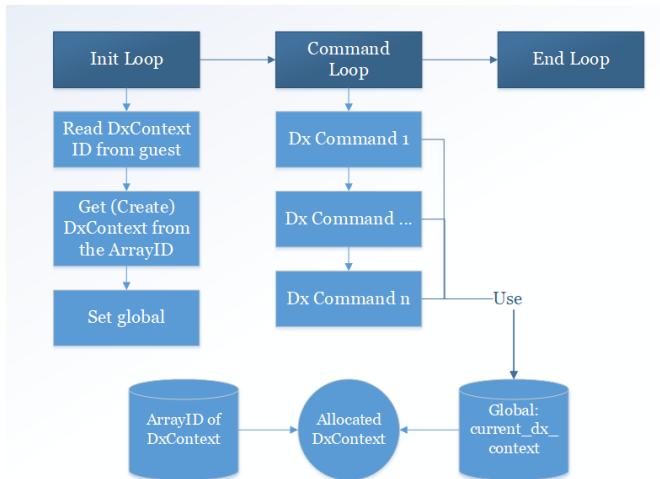 Init Loop
Command
Loop
End Loop
Read DxContext
ID from guest
Get (Create)
DxContext from
the ArrayID
Set global
Dx Command 1
Dx Command ...
Dx Command n
Use
ArrayID of
DxContext
Allocated
DxContext
Global:
current_dx_
context